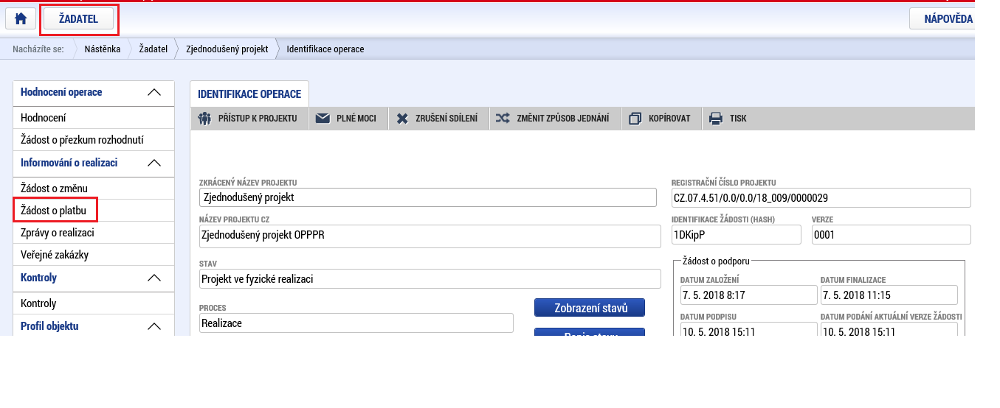 ŽADATEL
NÁPOVĚDA
Nacházíte se: Nástěnka Žadatel Zjednodušený projekt Identifikace operace
Hodnocení operace
Hodnocení
Žádost o přezkum rozhodnutí
Informování o realizaci
Žádost o změnu
Žádost o platbu
Zprávy o realizaci
Veřejné zakázky
Kontroly
Kontroly
Profil objektu
IDENTIFIKACE OPERACE
PŘÍSTUP K PROJEKTU PLNÉ MOCI ZRUŠENÍ SDÍLENÍ ZMĚNIT ZPŮSOB JEDNÁNÍ KOPÍROVAT TISK
ZKRÁCENÝ NÁZEV PROJEKTU
Zjednodušený projekt
NÁZEV PROJEKTU CZ
Zjednodušený projekt OPPPR
STAV
Projekt ve fyzické realizaci
PROCES
Realizace
Zobrazení stavů
REGISTRAČNÍ ČÍSLO PROJEKTU
CZ.07.4.51/0.0/0.0/18_009/0000029
IDENTIFIKACE ŽÁDOSTI (HASH) VERZE
1DKipP 0001
Žádost o podporu
DATUM ZALOŽENÍ DATUM FINALIZACE
7. 5. 2018 8:17 7. 5. 2018 11:15
DATUM PODPISU DATUM PODÁNÍ AKTUÁLNÍ VERZE ŽÁDOSTI
10. 5. 2018 15:11 10. 5. 2018 15:11